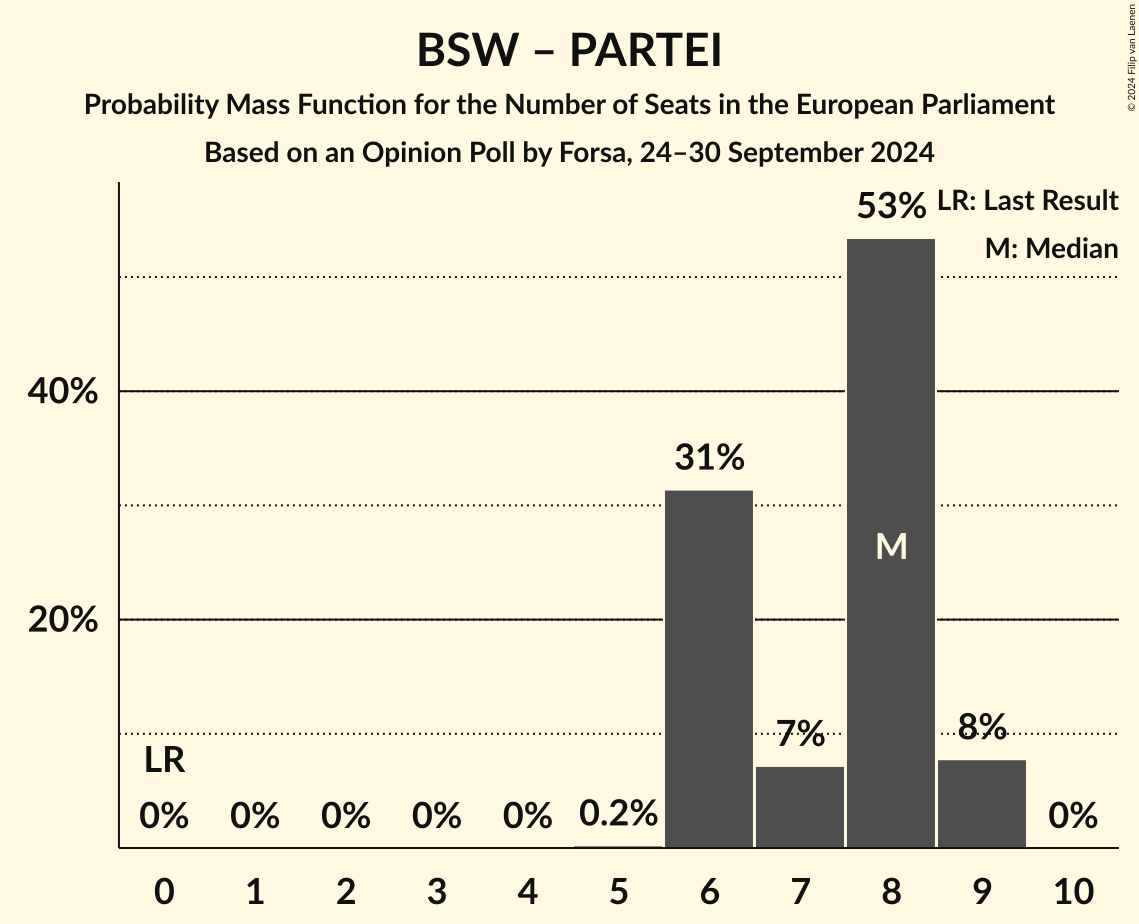 BSW – PARTEI
Probability Mass Function for the Number of Seats in the European Parliament
Based on an Opinion Poll by Forsa, 24–30 September 2024
© 2024 Filip van Laenen
LR: Last Result
M: Median
40%
20%
LR
0%
0%
0%
0%
0%
0.2%
31%
7%
53%
M
8%
0%
0 1 2 3 4 5 6 7 8 9 10